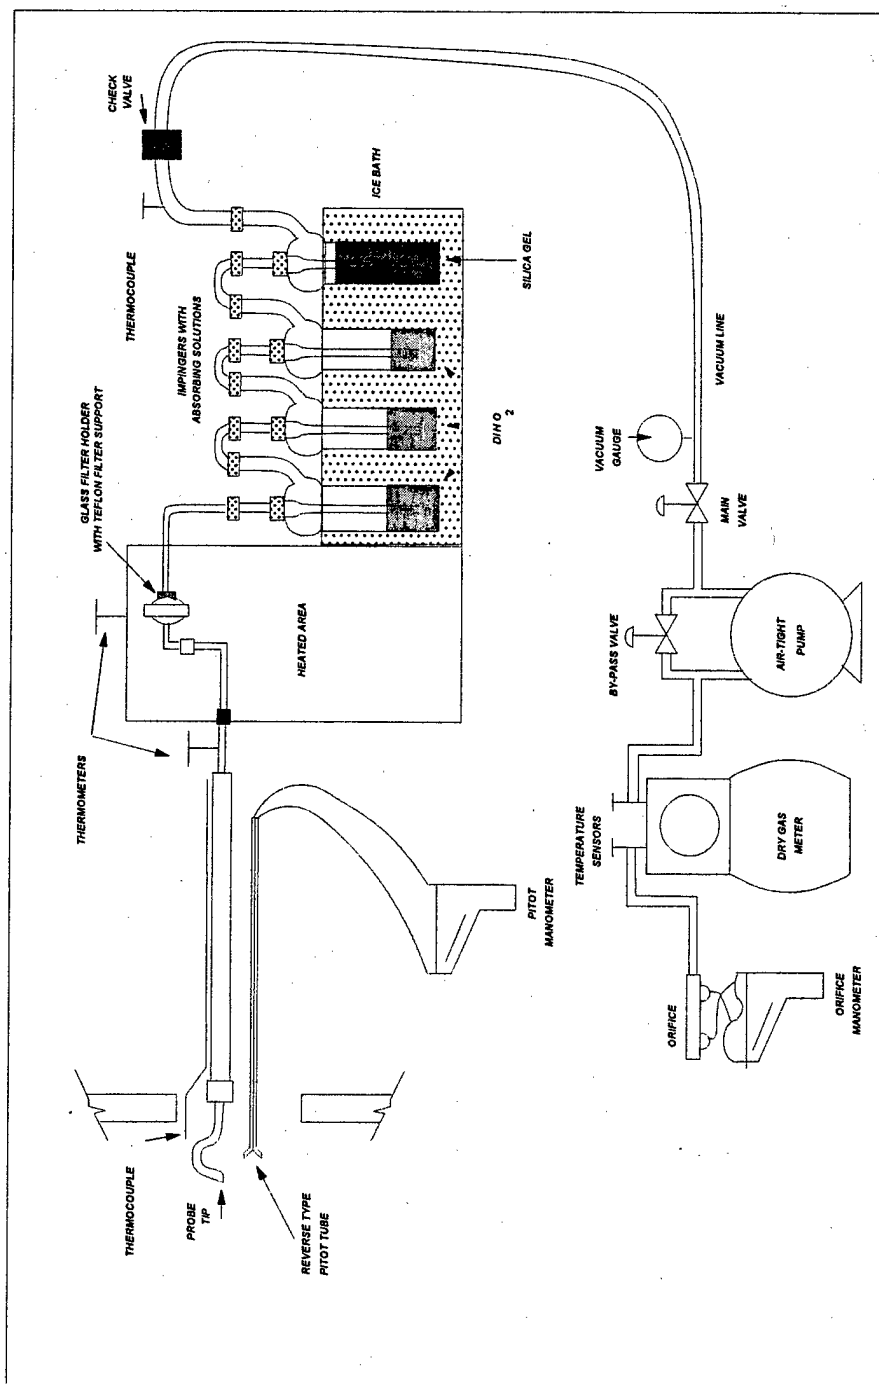 CHECK
VALVE
THERMOCOUPLE
IMPINGERS WITH
ABSORBING SOLUTIONS
GLASS FILTER HOLDER
WITH TEFLON FILTER SUPPORT
THERMOMETERS
HEATED AREA
ICE BATH
SILICA GEL
DI H O
2
VACUUM LINE
VACUUM
GAUGE
MAIN
VALVE
BY-PASS VALVE
AIR-TIGHT
PUMP
TEMPERATURE
SENSORS
DRY GAS
METER
ORIFICE
ORIFICE
MANOMETER
PITOT
MANOMETER
THERMOCOUPLE
PROBE
TIP
REVERSE TYPE
PITOT TUBE